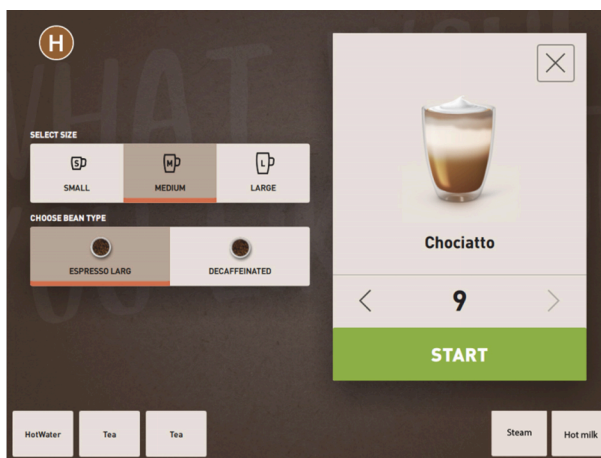 H
SELECT SIZE
S
M
L
SMALL
MEDIUM
LARGE
CHOOSE BEAN TYPE
ESPRESSO LARG
DECAFFEINATED
Chociatto
9
START
HotWater
Tea
Tea
Steam
Hot milk
WHAT